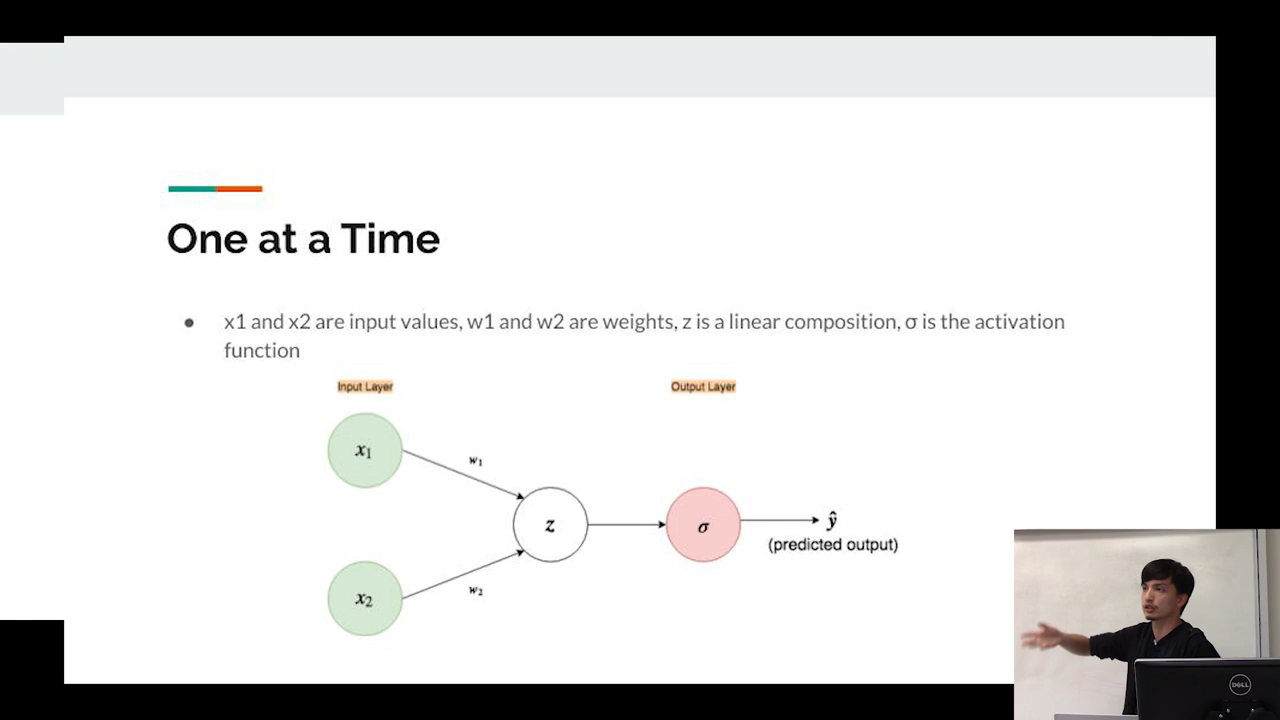 One at a Time
● x1 and x2 are input values, w1 and w2 are weights, z is a linear composition, σ is the activation
function
Input Layer
Output Layer
x₁
w₁
z
σ
ŷ
(predicted output)
x₂
w₂
DELL